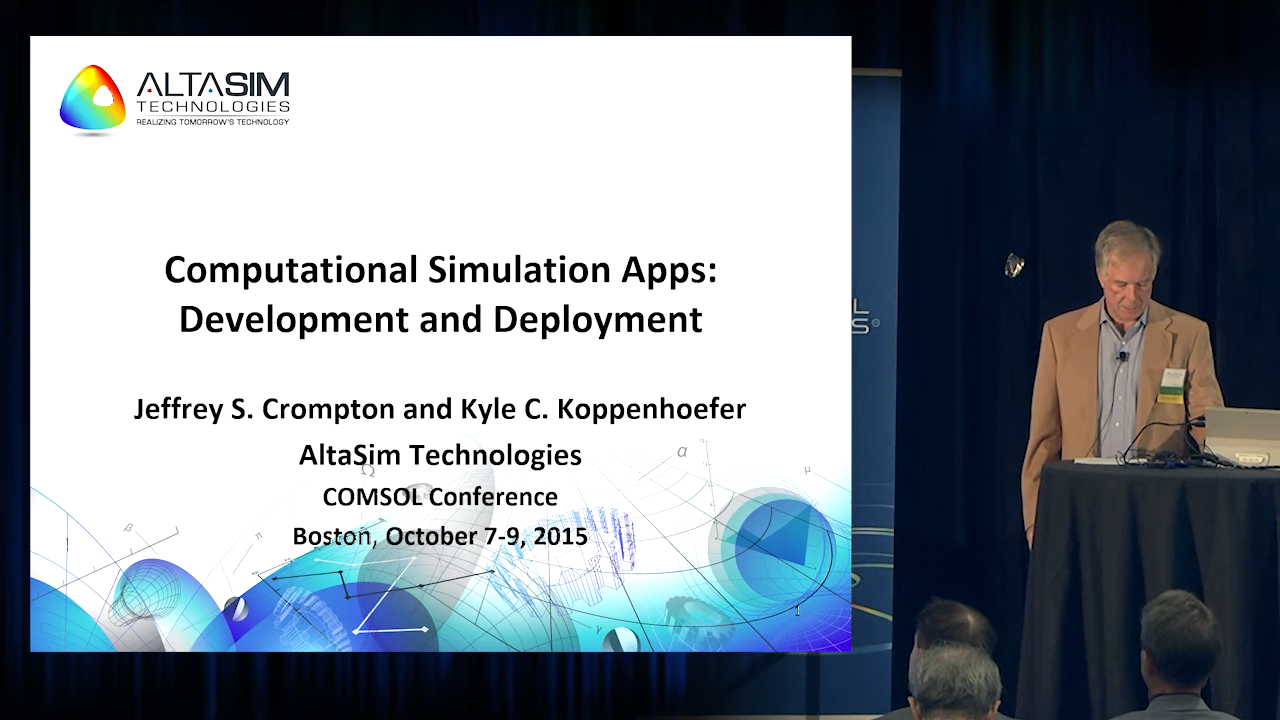 ALTASIM
TECHNOLOGIES
REALIZING TOMORROW'S TECHNOLOGY
Computational Simulation Apps:
Development and Deployment
Jeffrey S. Crompton and Kyle C. Koppenhoefer
AltaSim Technologies
COMSOL Conference
Boston, October 7-9, 2015
Ω
α
μ
β
π
γ
1
L
S®